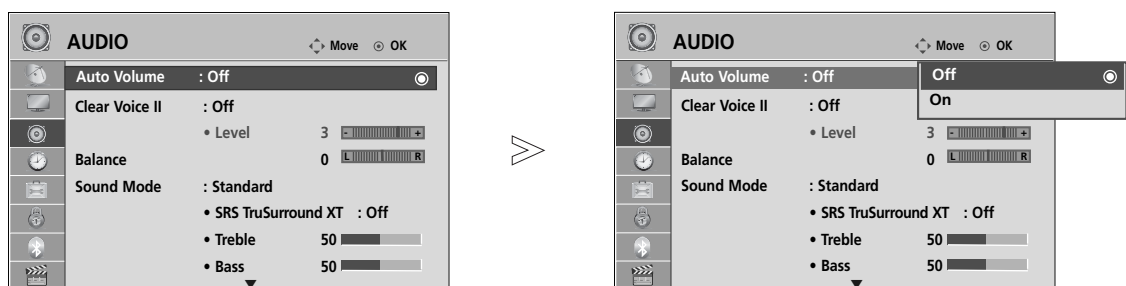 AUDIO
Move OK
Auto Volume : Off
Clear Voice II : Off
• Level 3 - +
Balance 0 L R
Sound Mode : Standard
• SRS TruSurround XT : Off
• Treble 50
• Bass 50
>
AUDIO
Move OK
Auto Volume : Off
Off
On
Clear Voice II : Off
• Level 3 - +
Balance 0 L R
Sound Mode : Standard
• SRS TruSurround XT : Off
• Treble 50
• Bass 50